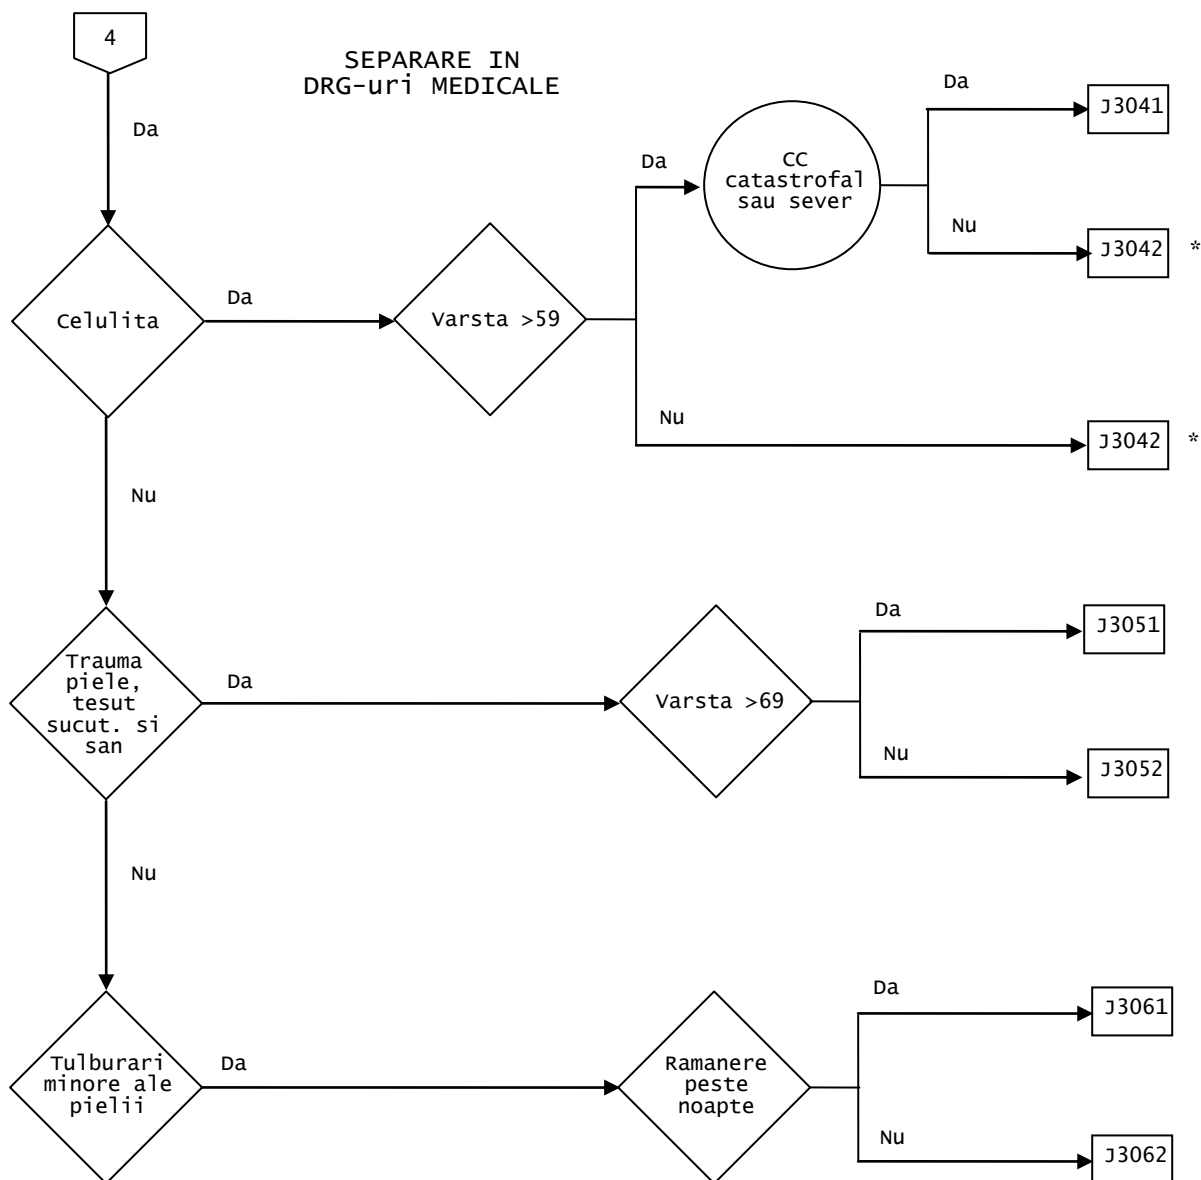 4
SEPARARE IN
DRG-uri MEDICALE
Da
Da
J3041
Da
CC
catastrofal
sau sever
Nu
J3042 *
Celulita
Da
Varsta >59
Nu
J3042 *
Nu
Trauma
piele,
tesut
sucut. si
san
Da
Varsta >69
Da
J3051
Nu
J3052
Nu
Tulburari
minore ale
pielii
Da
Ramanere
peste
noapte
Da
J3061
Nu
J3062